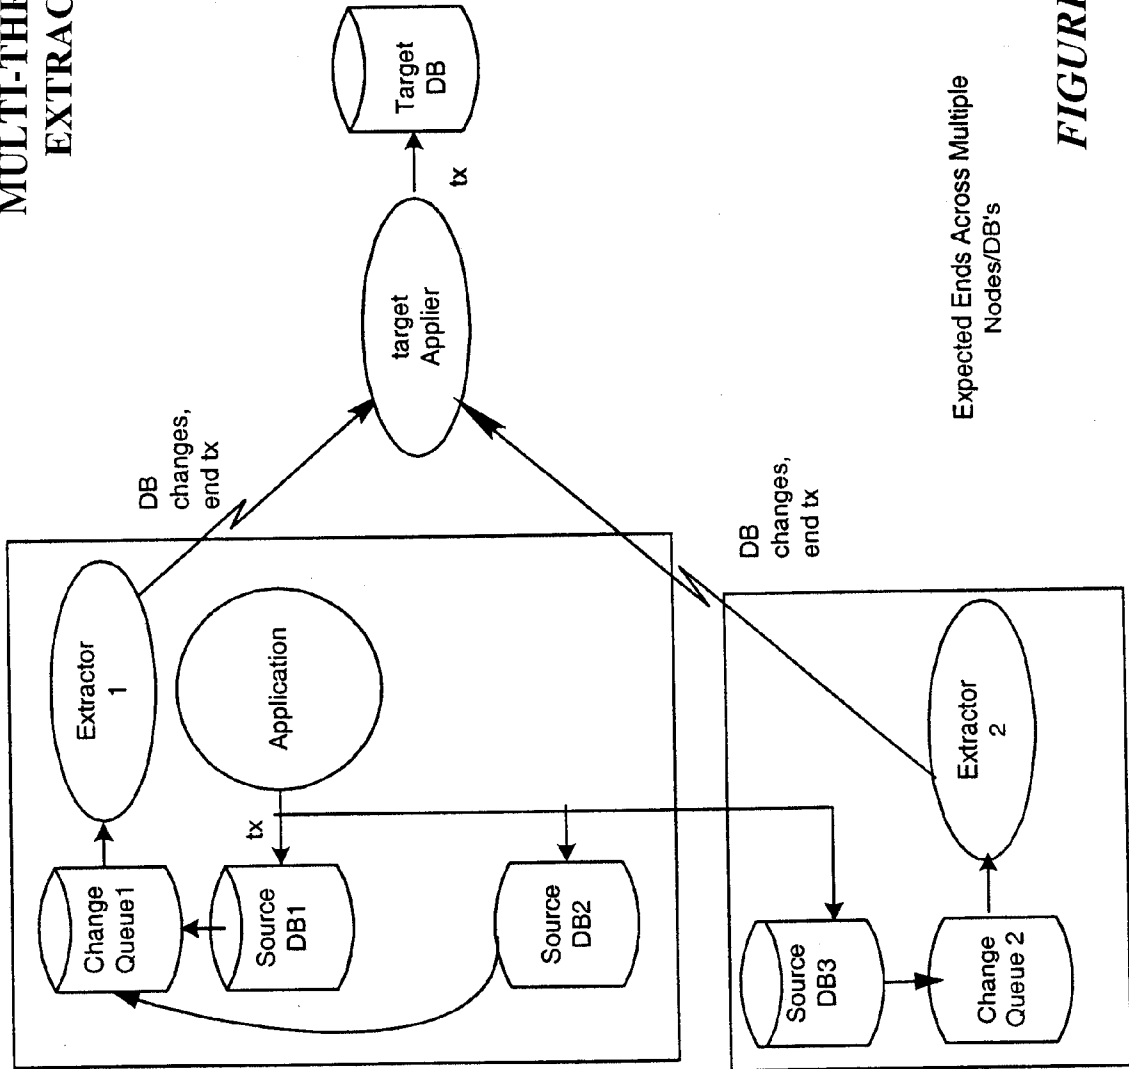 MULTI-THR
EXTRAC
Target
DB
tx
target
Applier
DB
changes,
end tx
Extractor
1
Application
tx
Change
Queue1
Source
DB1
Source
DB2
DB
changes,
end tx
Extractor
2
Source
DB3
Change
Queue 2
Expected Ends Across Multiple
Nodes/DB's
FIGURE